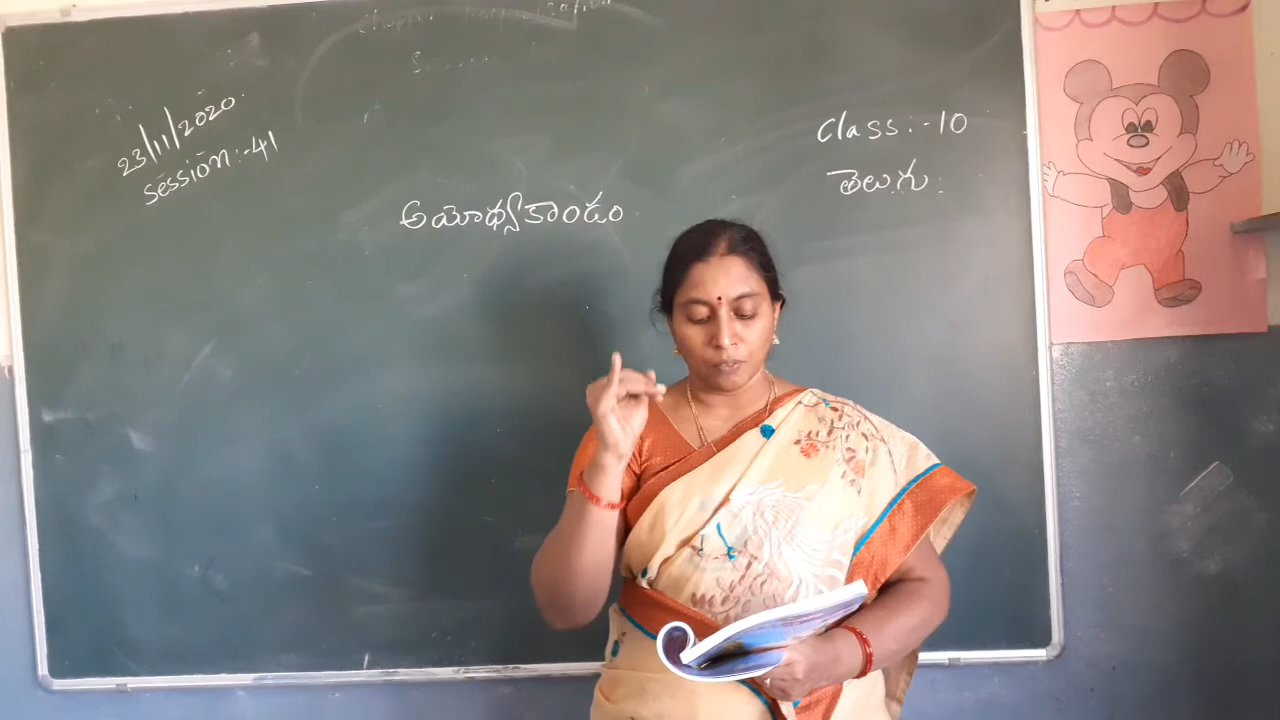 23/11/2020.
session:-41
class:-10
తెలుగు
అయోధ్యకాండం